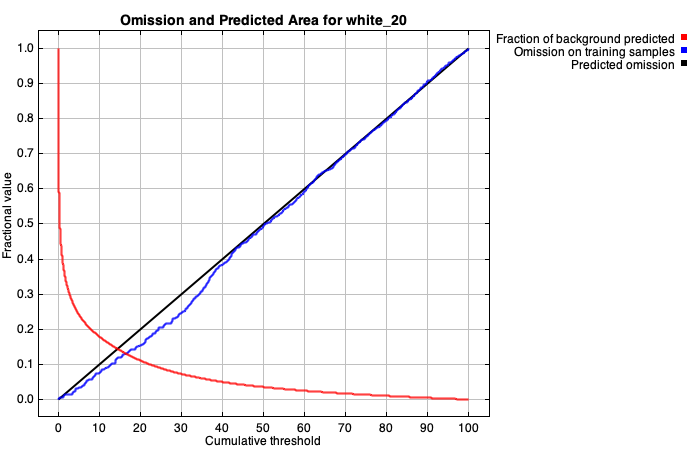 Omission and Predicted Area for white_20
Fraction of background predicted
Omission on training samples
Predicted omission
Fractional value
1.0
0.9
0.8
0.7
0.6
0.5
0.4
0.3
0.2
0.1
0.0
0 10 20 30 40 50 60 70 80 90 100
Cumulative threshold